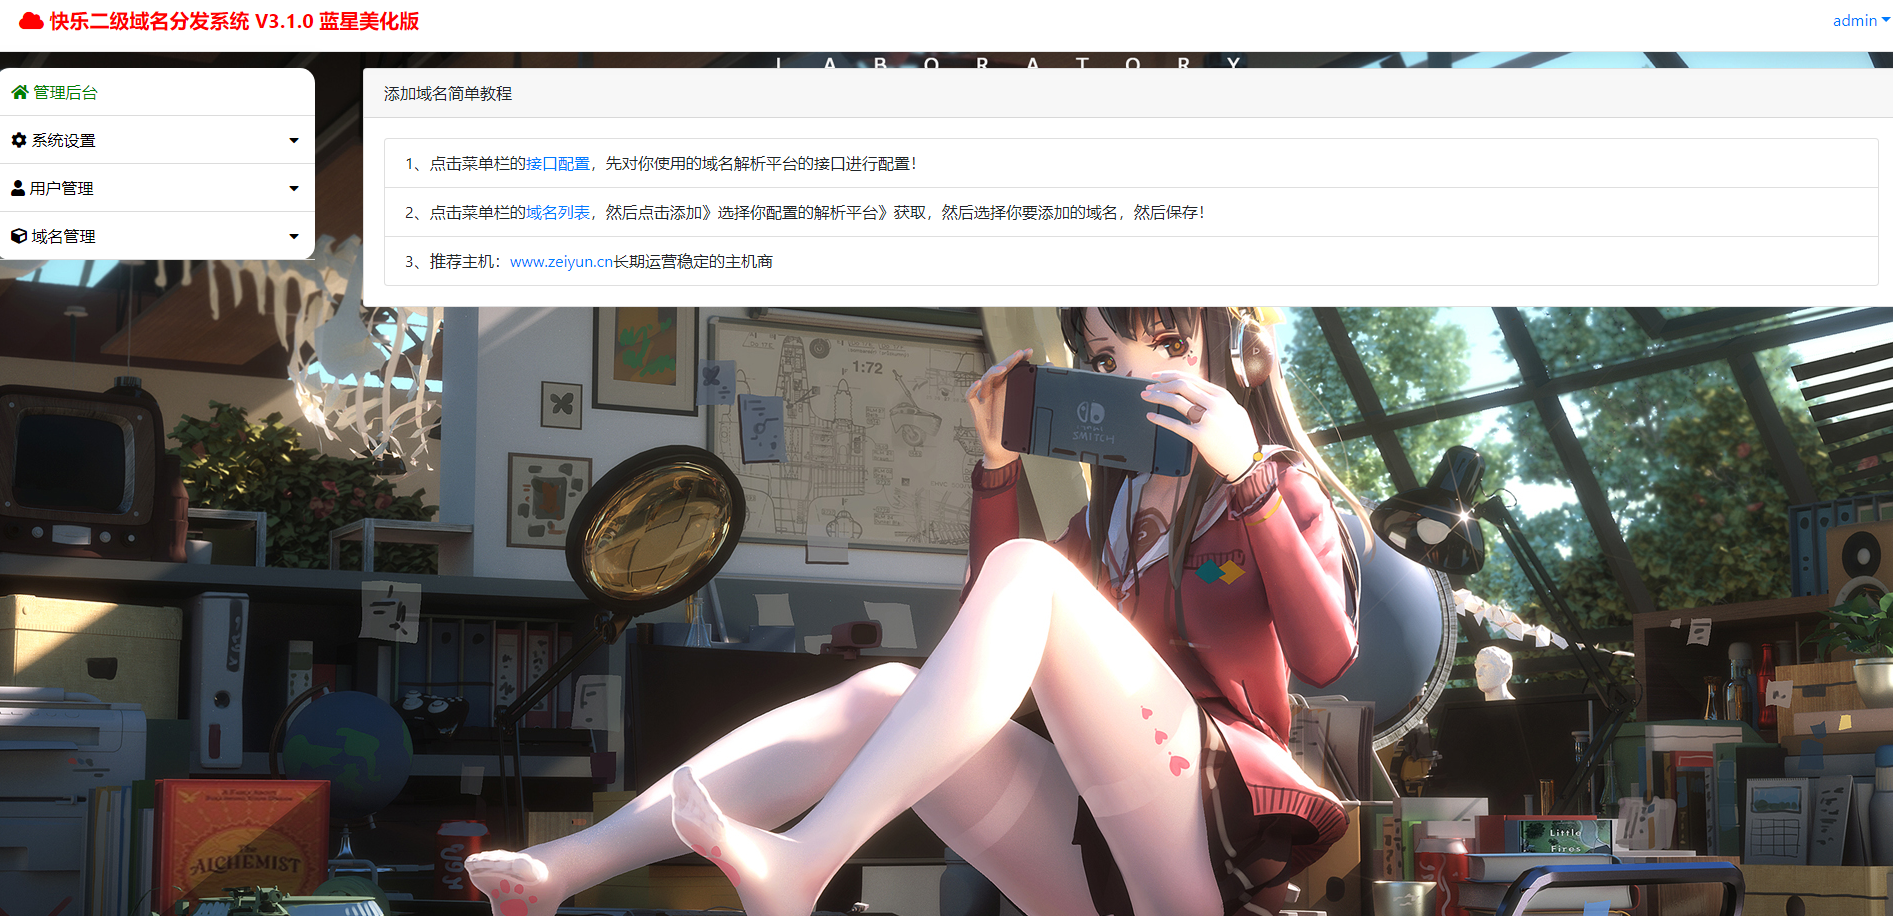 快乐二级域名分发系统 V3.1.0 蓝星美化版
admin
LABORATORY
管理后台
系统设置
用户管理
域名管理
添加域名简单教程
1、点击菜单栏的接口配置，先对你使用的域名解析平台的接口进行配置！
2、点击菜单栏的域名列表，然后点击添加》选择你配置的解析平台》获取，然后选择你要添加的域名，然后保存！
3、推荐主机：www.zeiyun.cn长期运营稳定的主机商
1:72
SWITCH
The
ALCHEMIST
Little
Fires